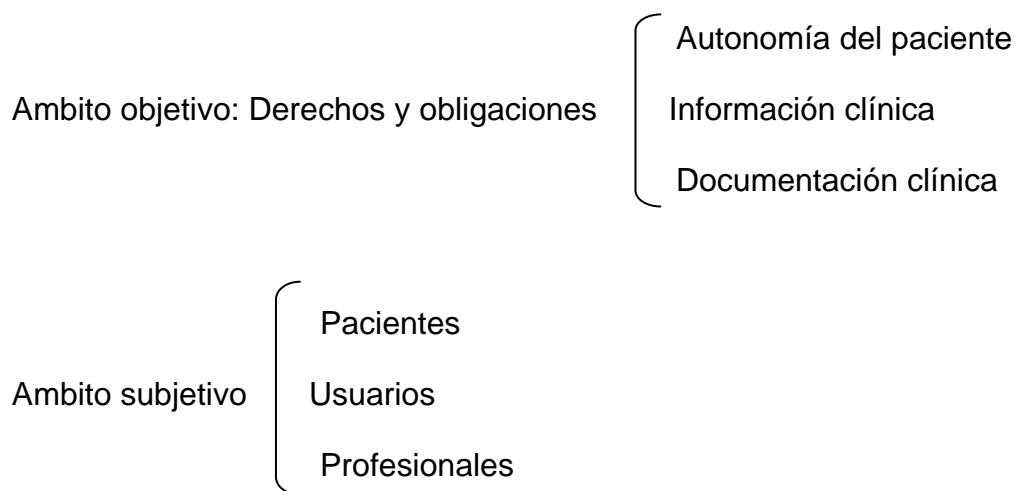 Autonomía del paciente
Ambito objetivo: Derechos y obligaciones
Información clínica
Documentación clínica
Pacientes
Ambito subjetivo
Usuarios
Profesionales